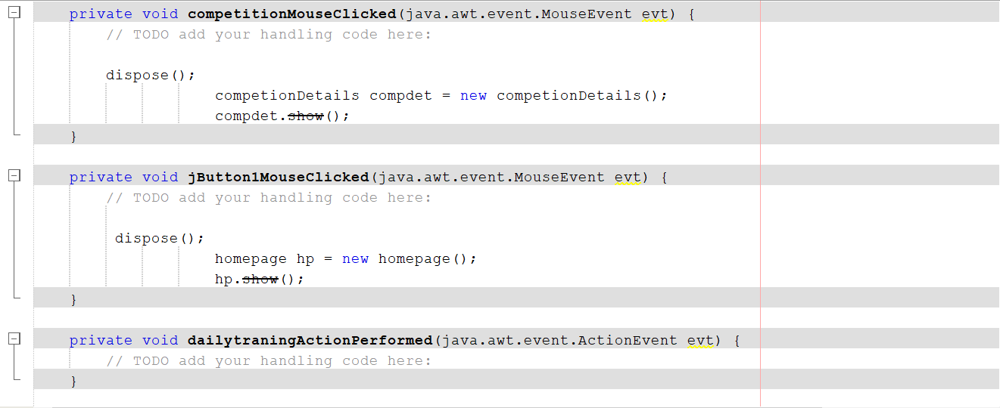 private void competitionMouseClicked(java.awt.event.MouseEvent evt) {
// TODO add your handling code here:
dispose();
competionDetails compdet = new competionDetails();
compdet.show();
}
private void jButton1MouseClicked(java.awt.event.MouseEvent evt) {
// TODO add your handling code here:
dispose();
homepage hp = new homepage();
hp.show();
}
private void dailytraningActionPerformed(java.awt.event.ActionEvent evt) {
// TODO add your handling code here:
}